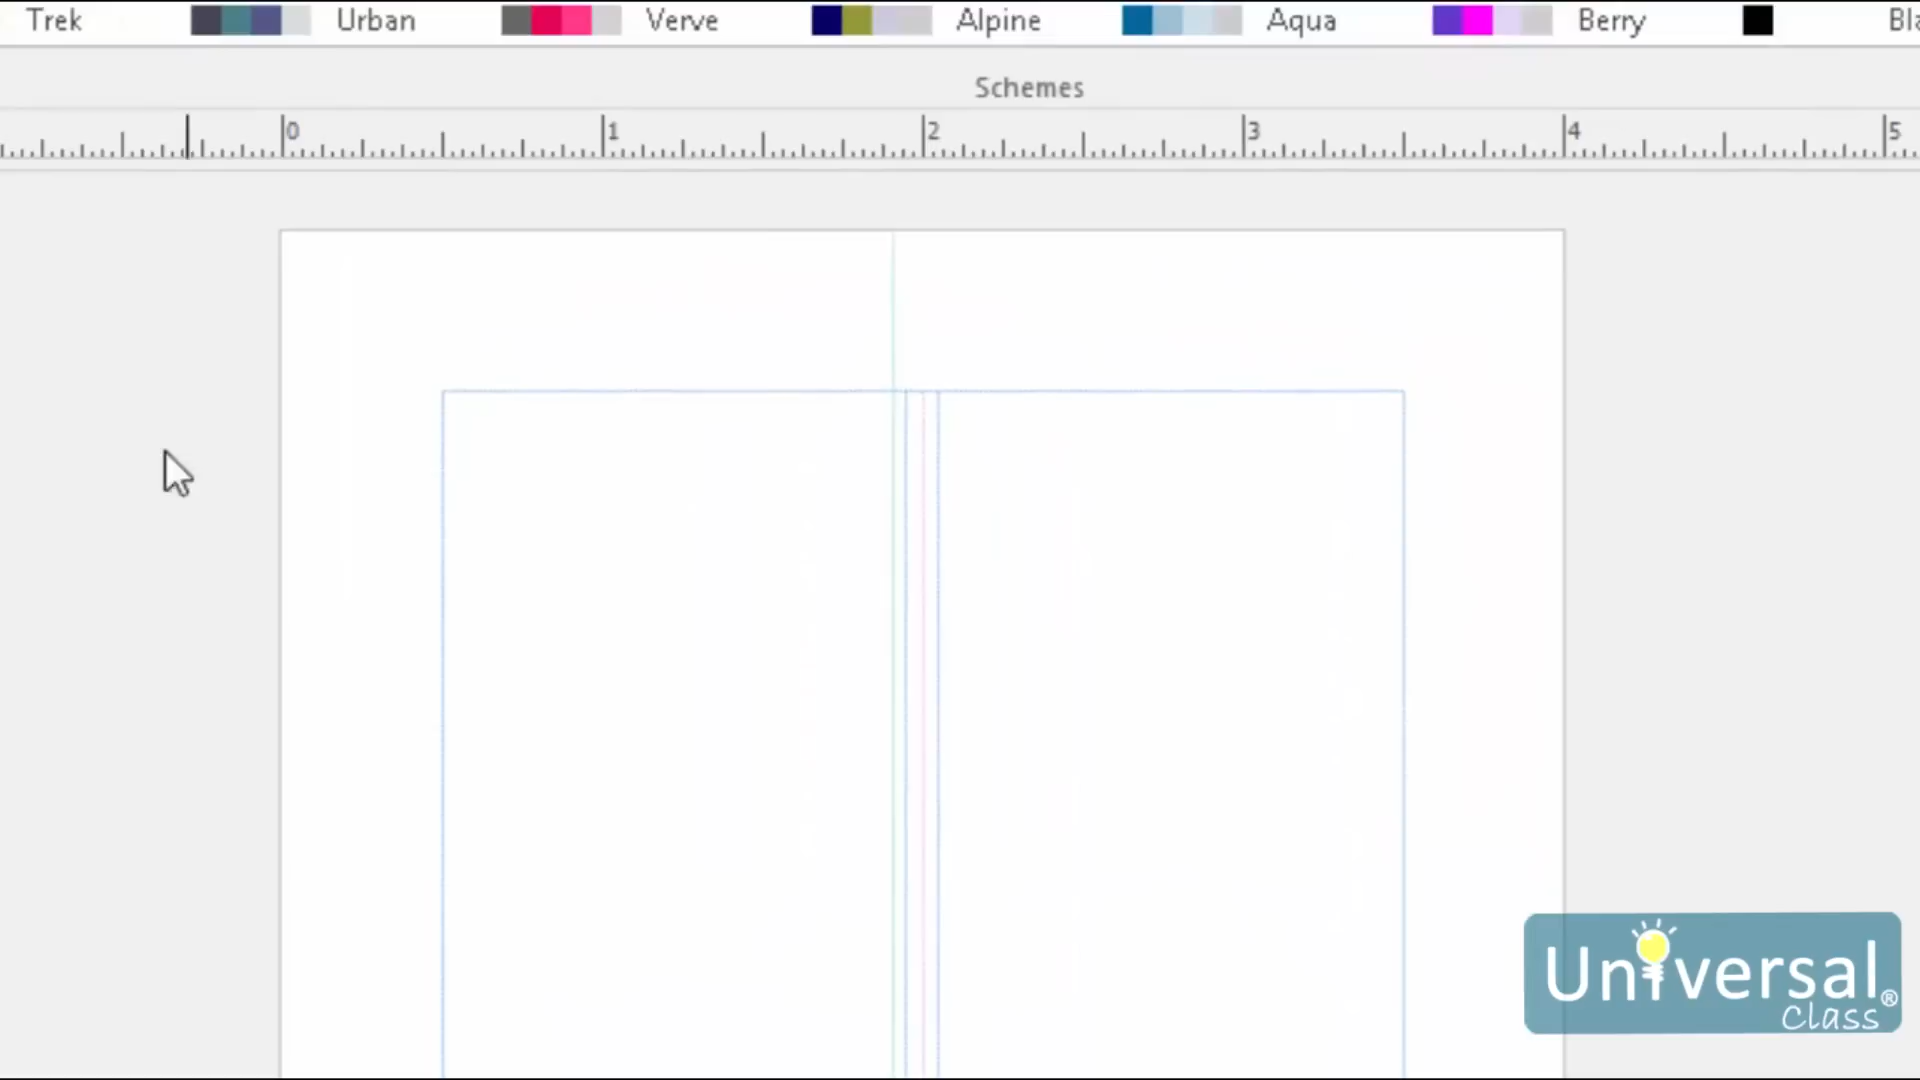 Trek Urban Verve Alpine Aqua Berry
Schemes
0 1 2 3 4 5
Universal®
Class